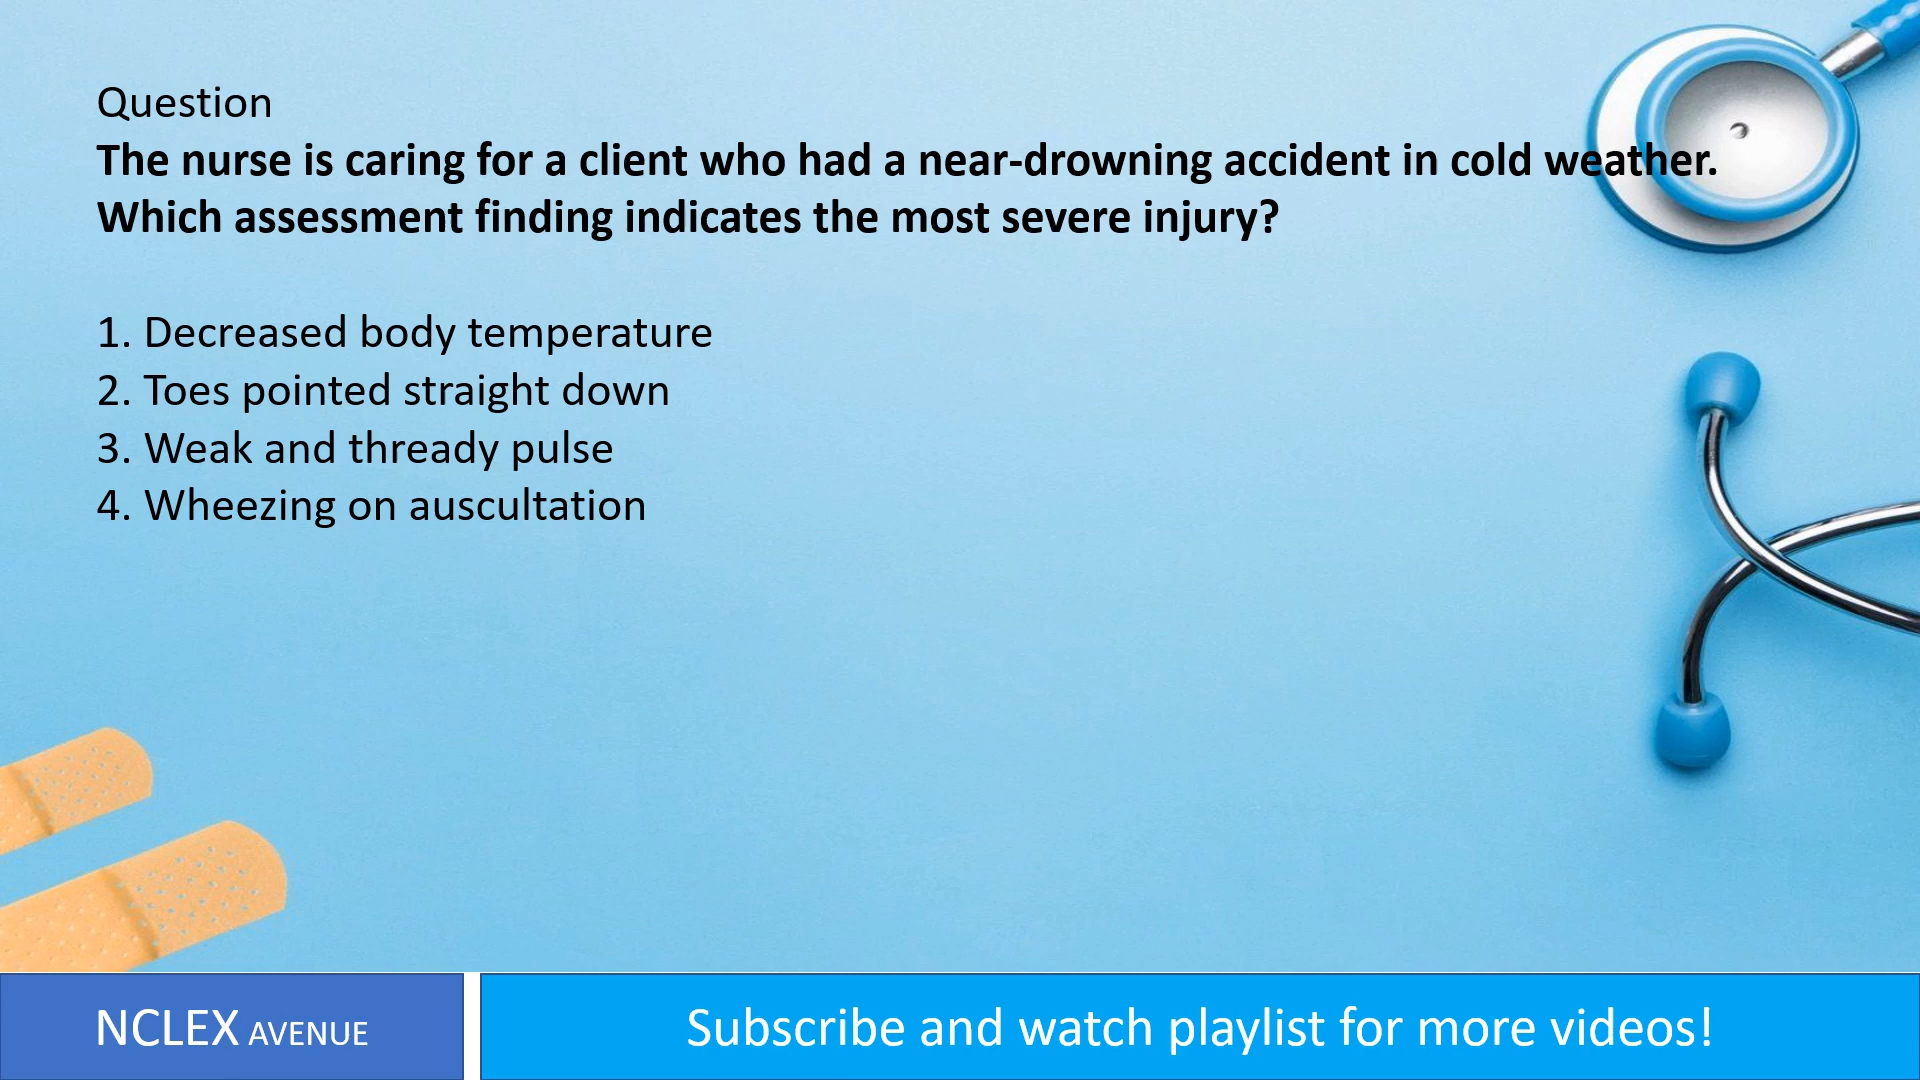 Question
The nurse is caring for a client who had a near-drowning accident in cold weather.
Which assessment finding indicates the most severe injury?
1. Decreased body temperature
2. Toes pointed straight down
3. Weak and thready pulse
4. Wheezing on auscultation
NCLEX AVENUE
Subscribe and watch playlist for more videos!